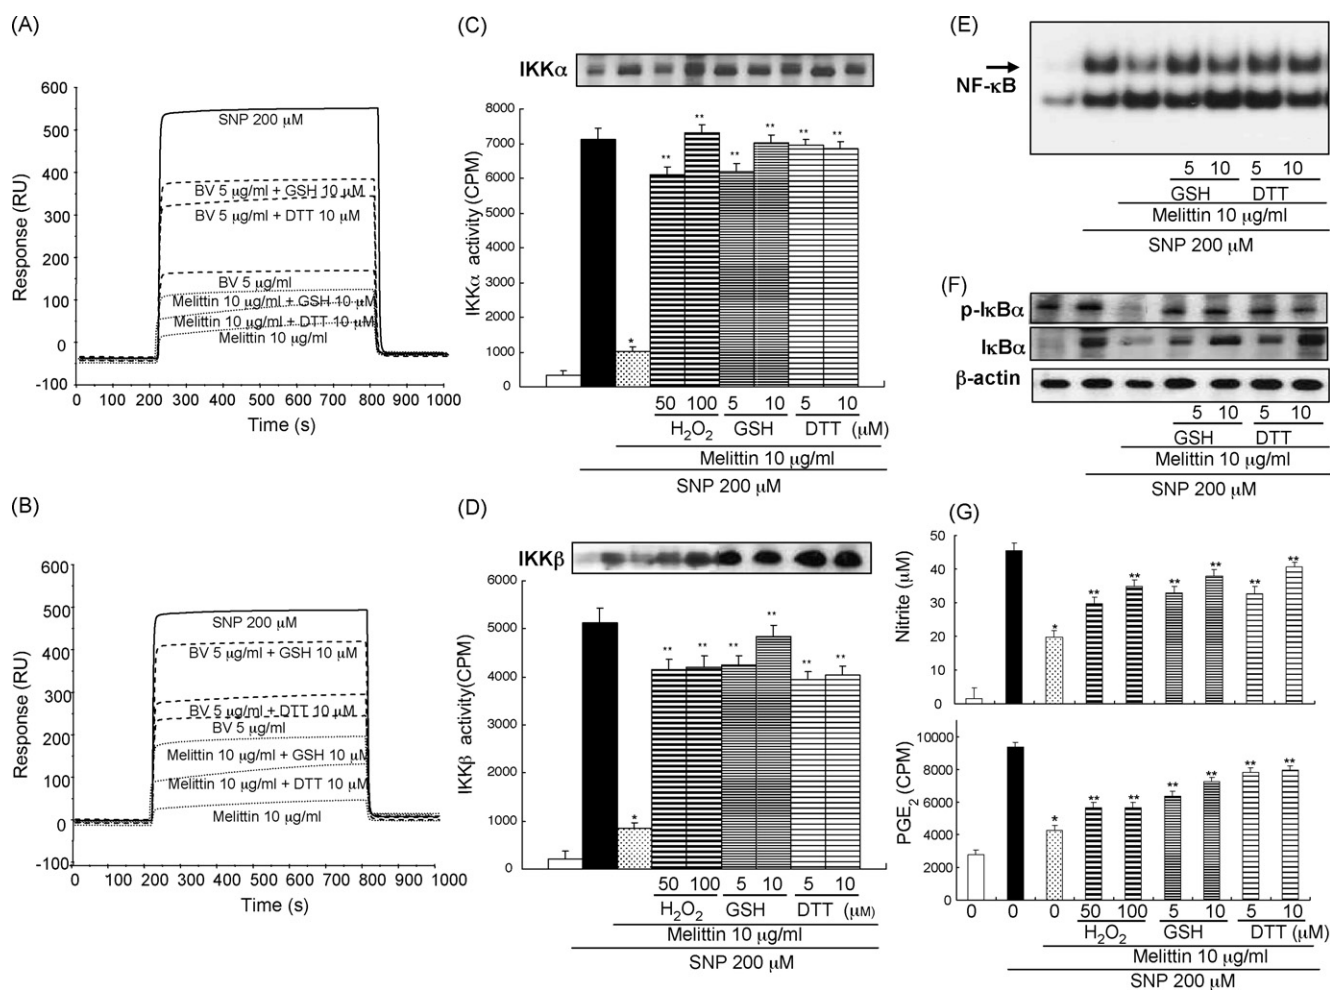 (A)
600
500
400
300
200
100
0
-100
Response (RU)
SNP 200 μM
BV 5 μg/ml + GSH 10 μM
BV 5 μg/ml + DTT 10 μM
BV 5 μg/ml
Melittin 10 μg/ml + GSH 10 μM
Melittin 10 μg/ml + DTT 10 μM
Melittin 10 μg/ml
0 100 200 300 400 500 600 700 800 900 1000
Time (s)
(B)
600
500
400
300
200
100
0
-100
Response (RU)
SNP 200 μM
BV 5 μg/ml + GSH 10 μM
BV 5 μg/ml + DTT 10 μM
BV 5 μg/ml
Melittin 10 μg/ml + GSH 10 μM
Melittin 10 μg/ml + DTT 10 μM
Melittin 10 μg/ml
0 100 200 300 400 500 600 700 800 900 1000
Time (s)
(C)
IKKα
8000
7000
6000
5000
4000
3000
2000
1000
0
IKKα activity (CPM)
* ** ** ** ** ** **
50 100 5 10 5 10
H2O2 GSH DTT (μM)
Melittin 10 μg/ml
SNP 200 μM
(D)
IKKβ
6000
5000
4000
3000
2000
1000
0
IKKβ activity(CPM)
* ** ** ** ** ** **
50 100 5 10 5 10
H2O2 GSH DTT (μM)
Melittin 10 μg/ml
SNP 200 μM
(E)
NF-κB
5 10 5 10
GSH DTT
Melittin 10 μg/ml
SNP 200 μM
(F)
p-IκBα
IκBα
β-actin
5 10 5 10
GSH DTT
Melittin 10 μg/ml
SNP 200 μM
(G)
50
40
30
20
10
0
Nitrite (μM)
* ** ** ** ** ** **
10000
8000
6000
4000
2000
0
PGE2 (CPM)
* ** ** ** ** ** **
0 0 0 50 100 5 10 5 10
H2O2 GSH DTT (μM)
Melittin 10 μg/ml
SNP 200 μM